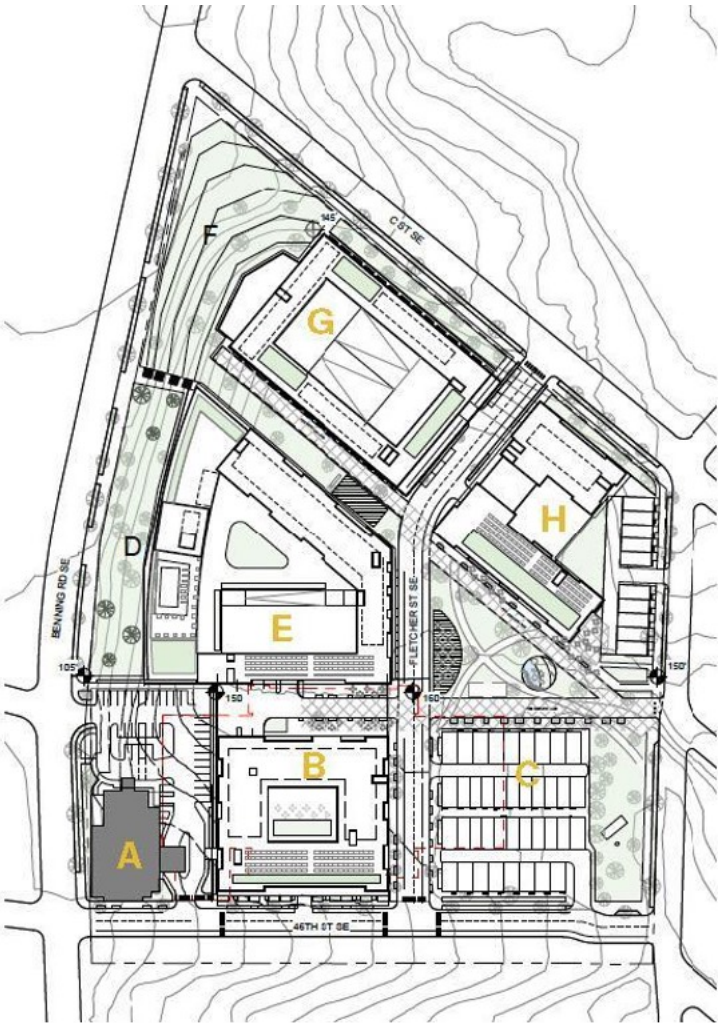 C ST SE
145'
F
G
H
D
E
BENNING RD SE
FLETCHER ST SE
105'
150'
160'
150'
B
C
A
46TH ST SE